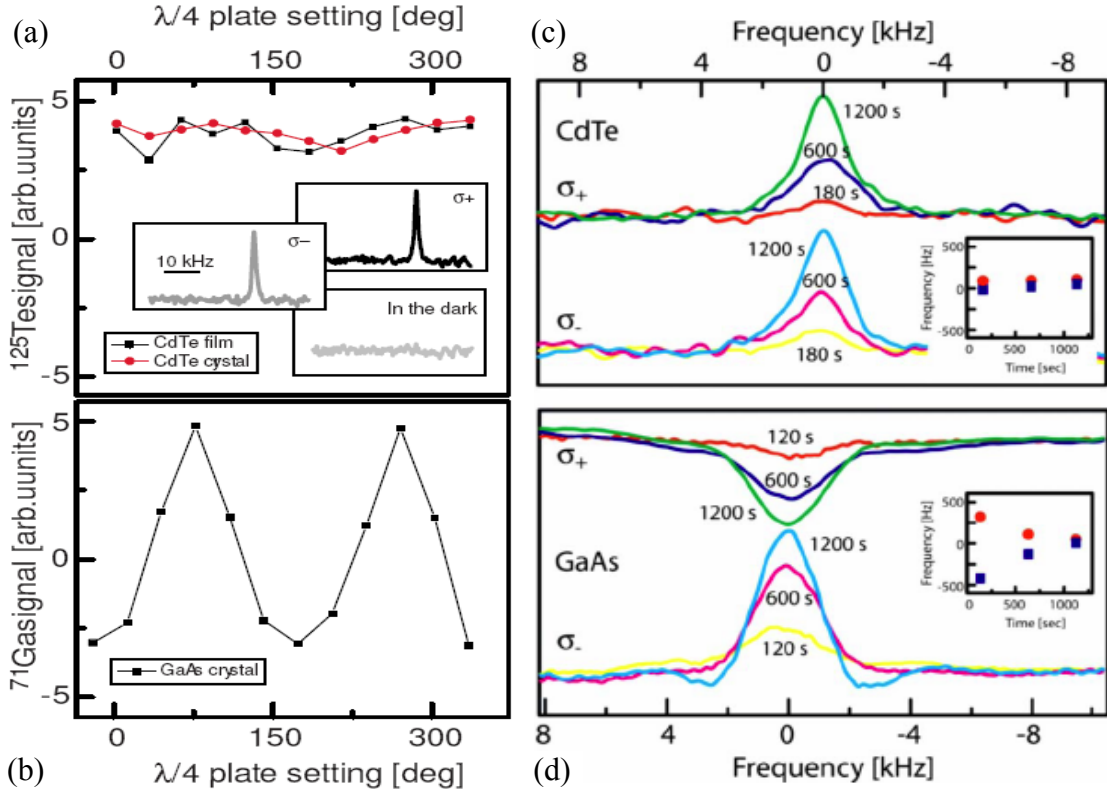 (a)
λ/4 plate setting [deg]
0 150 300
125Tesignal [arb.uunits]
5
0
-5
σ+
σ−
10 kHz
In the dark
CdTe film
CdTe crystal
71Gasignal [arb.uunits]
5
0
-5
GaAs crystal
0 150 300
(b)
λ/4 plate setting [deg]
(c)
Frequency [kHz]
8 4 0 -4 -8
CdTe
1200 s
600 s
σ+
180 s
1200 s
600 s
σ-
180 s
Frequency [Hz]
500
0
-500
0 500 1000
Time [sec]
120 s
σ+
600 s
1200 s
1200 s
GaAs
600 s
σ-
120 s
Frequency [Hz]
500
0
-500
0 500 1000
Time [sec]
8 4 0 -4 -8
(d)
Frequency [kHz]